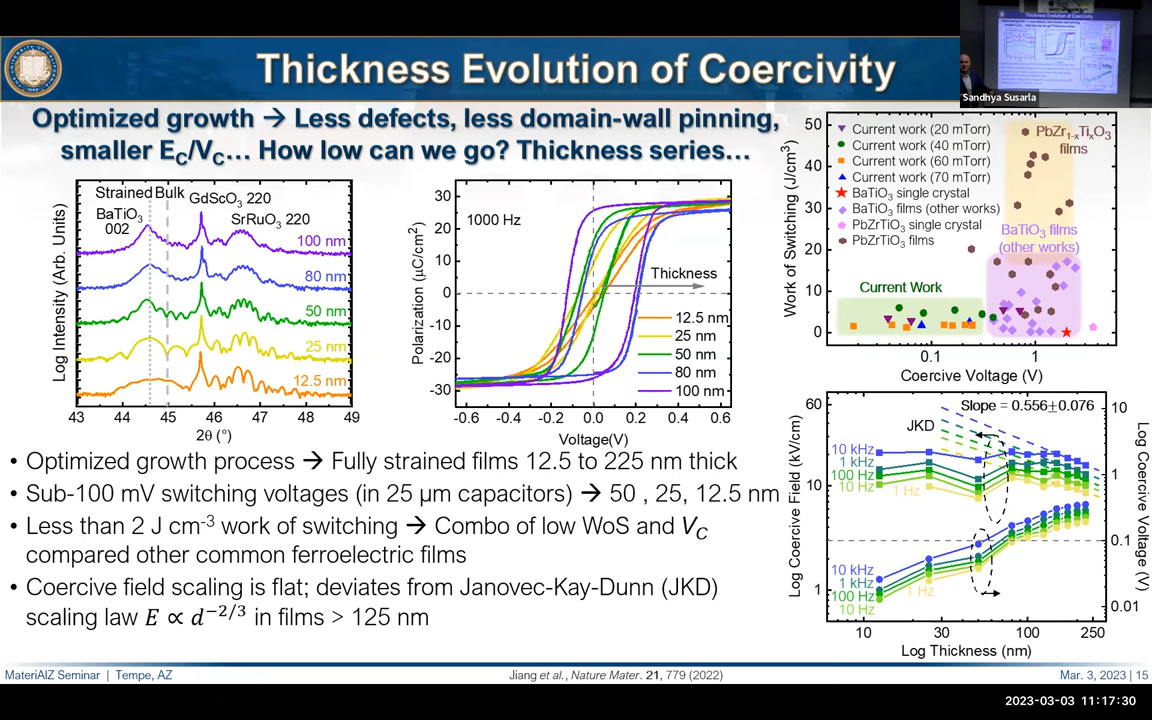 Thickness Evolution of Coercivity
Sandhya Susarla
Optimized growth → Less defects, less domain-wall pinning,
smaller EC/VC… How low can we go? Thickness series…
Strained Bulk
BaTiO3
002
GdScO3 220
SrRuO3 220
100 nm
80 nm
50 nm
25 nm
12.5 nm
Log Intensity (Arb. Units)
43 44 45 46 47 48 49
2θ (°)
1000 Hz
Thickness
12.5 nm
25 nm
50 nm
80 nm
100 nm
Polarization (μC/cm2)
30
20
10
0
-10
-20
-30
-0.6 -0.4 -0.2 0.0 0.2 0.4 0.6
Voltage(V)
Work of Switching (J/cm3)
50
40
30
20
10
0
Current work (20 mTorr)
Current work (40 mTorr)
Current work (60 mTorr)
Current work (70 mTorr)
BaTiO3 single crystal
BaTiO3 films (other works)
PbZrTiO3 single crystal
PbZrTiO3 films
PbZr1-xTixO3
films
BaTiO3 films
(other works)
Current Work
0.1 1
Coercive Voltage (V)
Slope = 0.556±0.076
JKD
10 kHz
1 kHz
100 Hz
10 Hz
1 Hz
10 kHz
1 kHz
100 Hz
10 Hz
1 Hz
Log Coercive Field (kV/cm)
60
10
1
Log Coercive Voltage (V)
10
1
0.1
0.01
10 30 100 250
Log Thickness (nm)
• Optimized growth process → Fully strained films 12.5 to 225 nm thick
• Sub-100 mV switching voltages (in 25 μm capacitors) → 50 , 25, 12.5 nm
• Less than 2 J cm-3 work of switching → Combo of low WoS and VC
compared other common ferroelectric films
• Coercive field scaling is flat; deviates from Janovec-Kay-Dunn (JKD)
scaling law E ∝ d−2/3 in films > 125 nm
MaterialZ Seminar | Tempe, AZ
Jiang et al., Nature Mater. 21, 779 (2022)
Mar. 3, 2023 | 15
2023-03-03 11:17:30